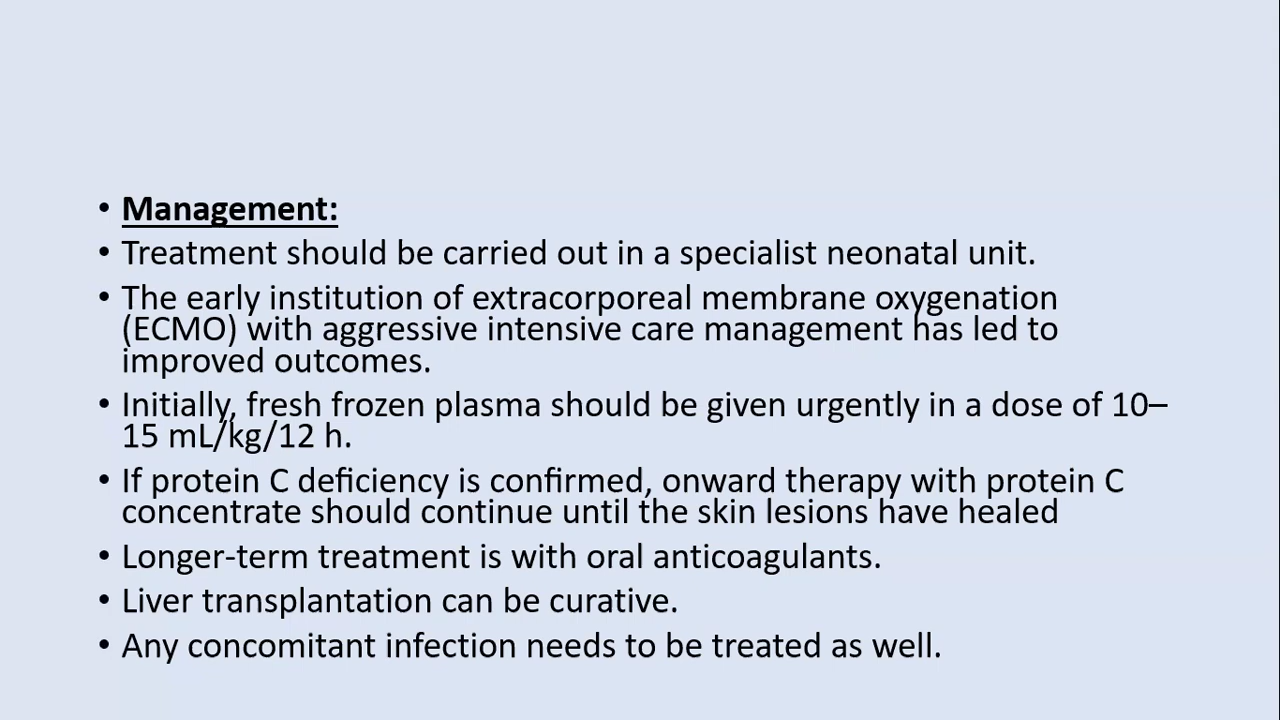 • Management:
• Treatment should be carried out in a specialist neonatal unit.
• The early institution of extracorporeal membrane oxygenation
(ECMO) with aggressive intensive care management has led to
improved outcomes.
• Initially, fresh frozen plasma should be given urgently in a dose of 10–
15 mL/kg/12 h.
• If protein C deficiency is confirmed, onward therapy with protein C
concentrate should continue until the skin lesions have healed
• Longer-term treatment is with oral anticoagulants.
• Liver transplantation can be curative.
• Any concomitant infection needs to be treated as well.